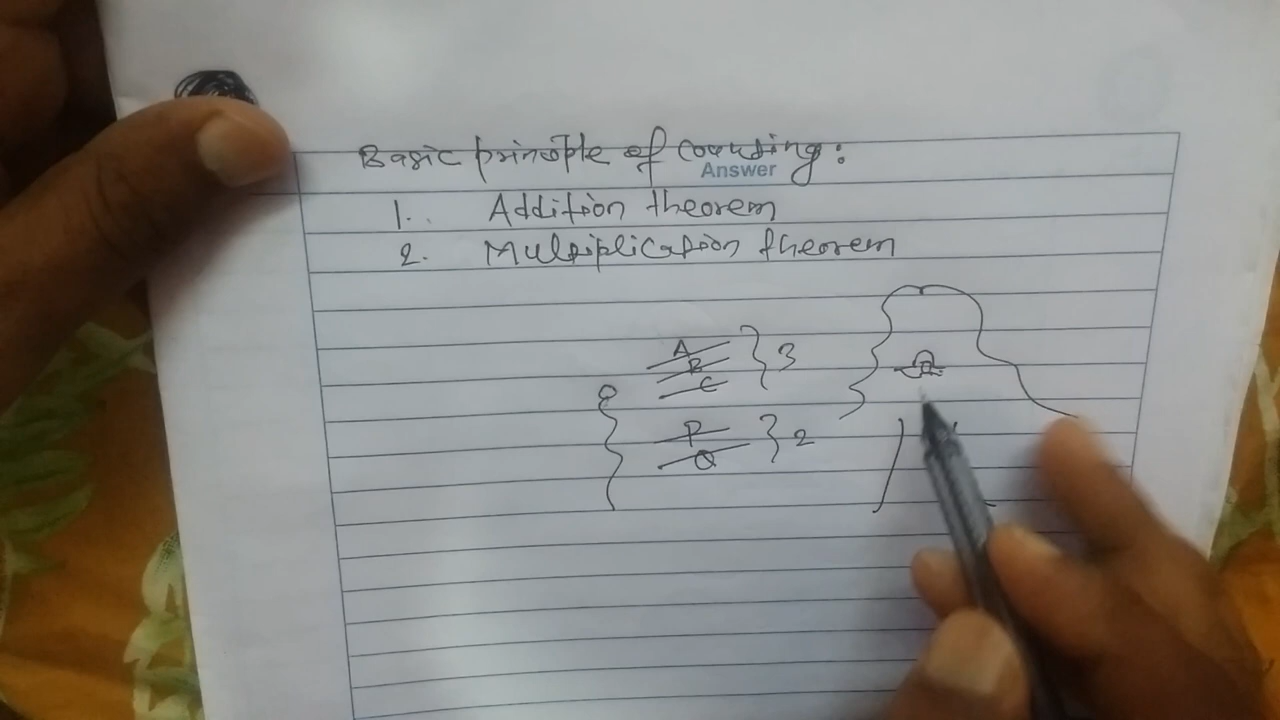 Basic principle of counting:
Answer
1. Addition theorem
2. Multiplication theorem
A
B
C
3
P
Q
2